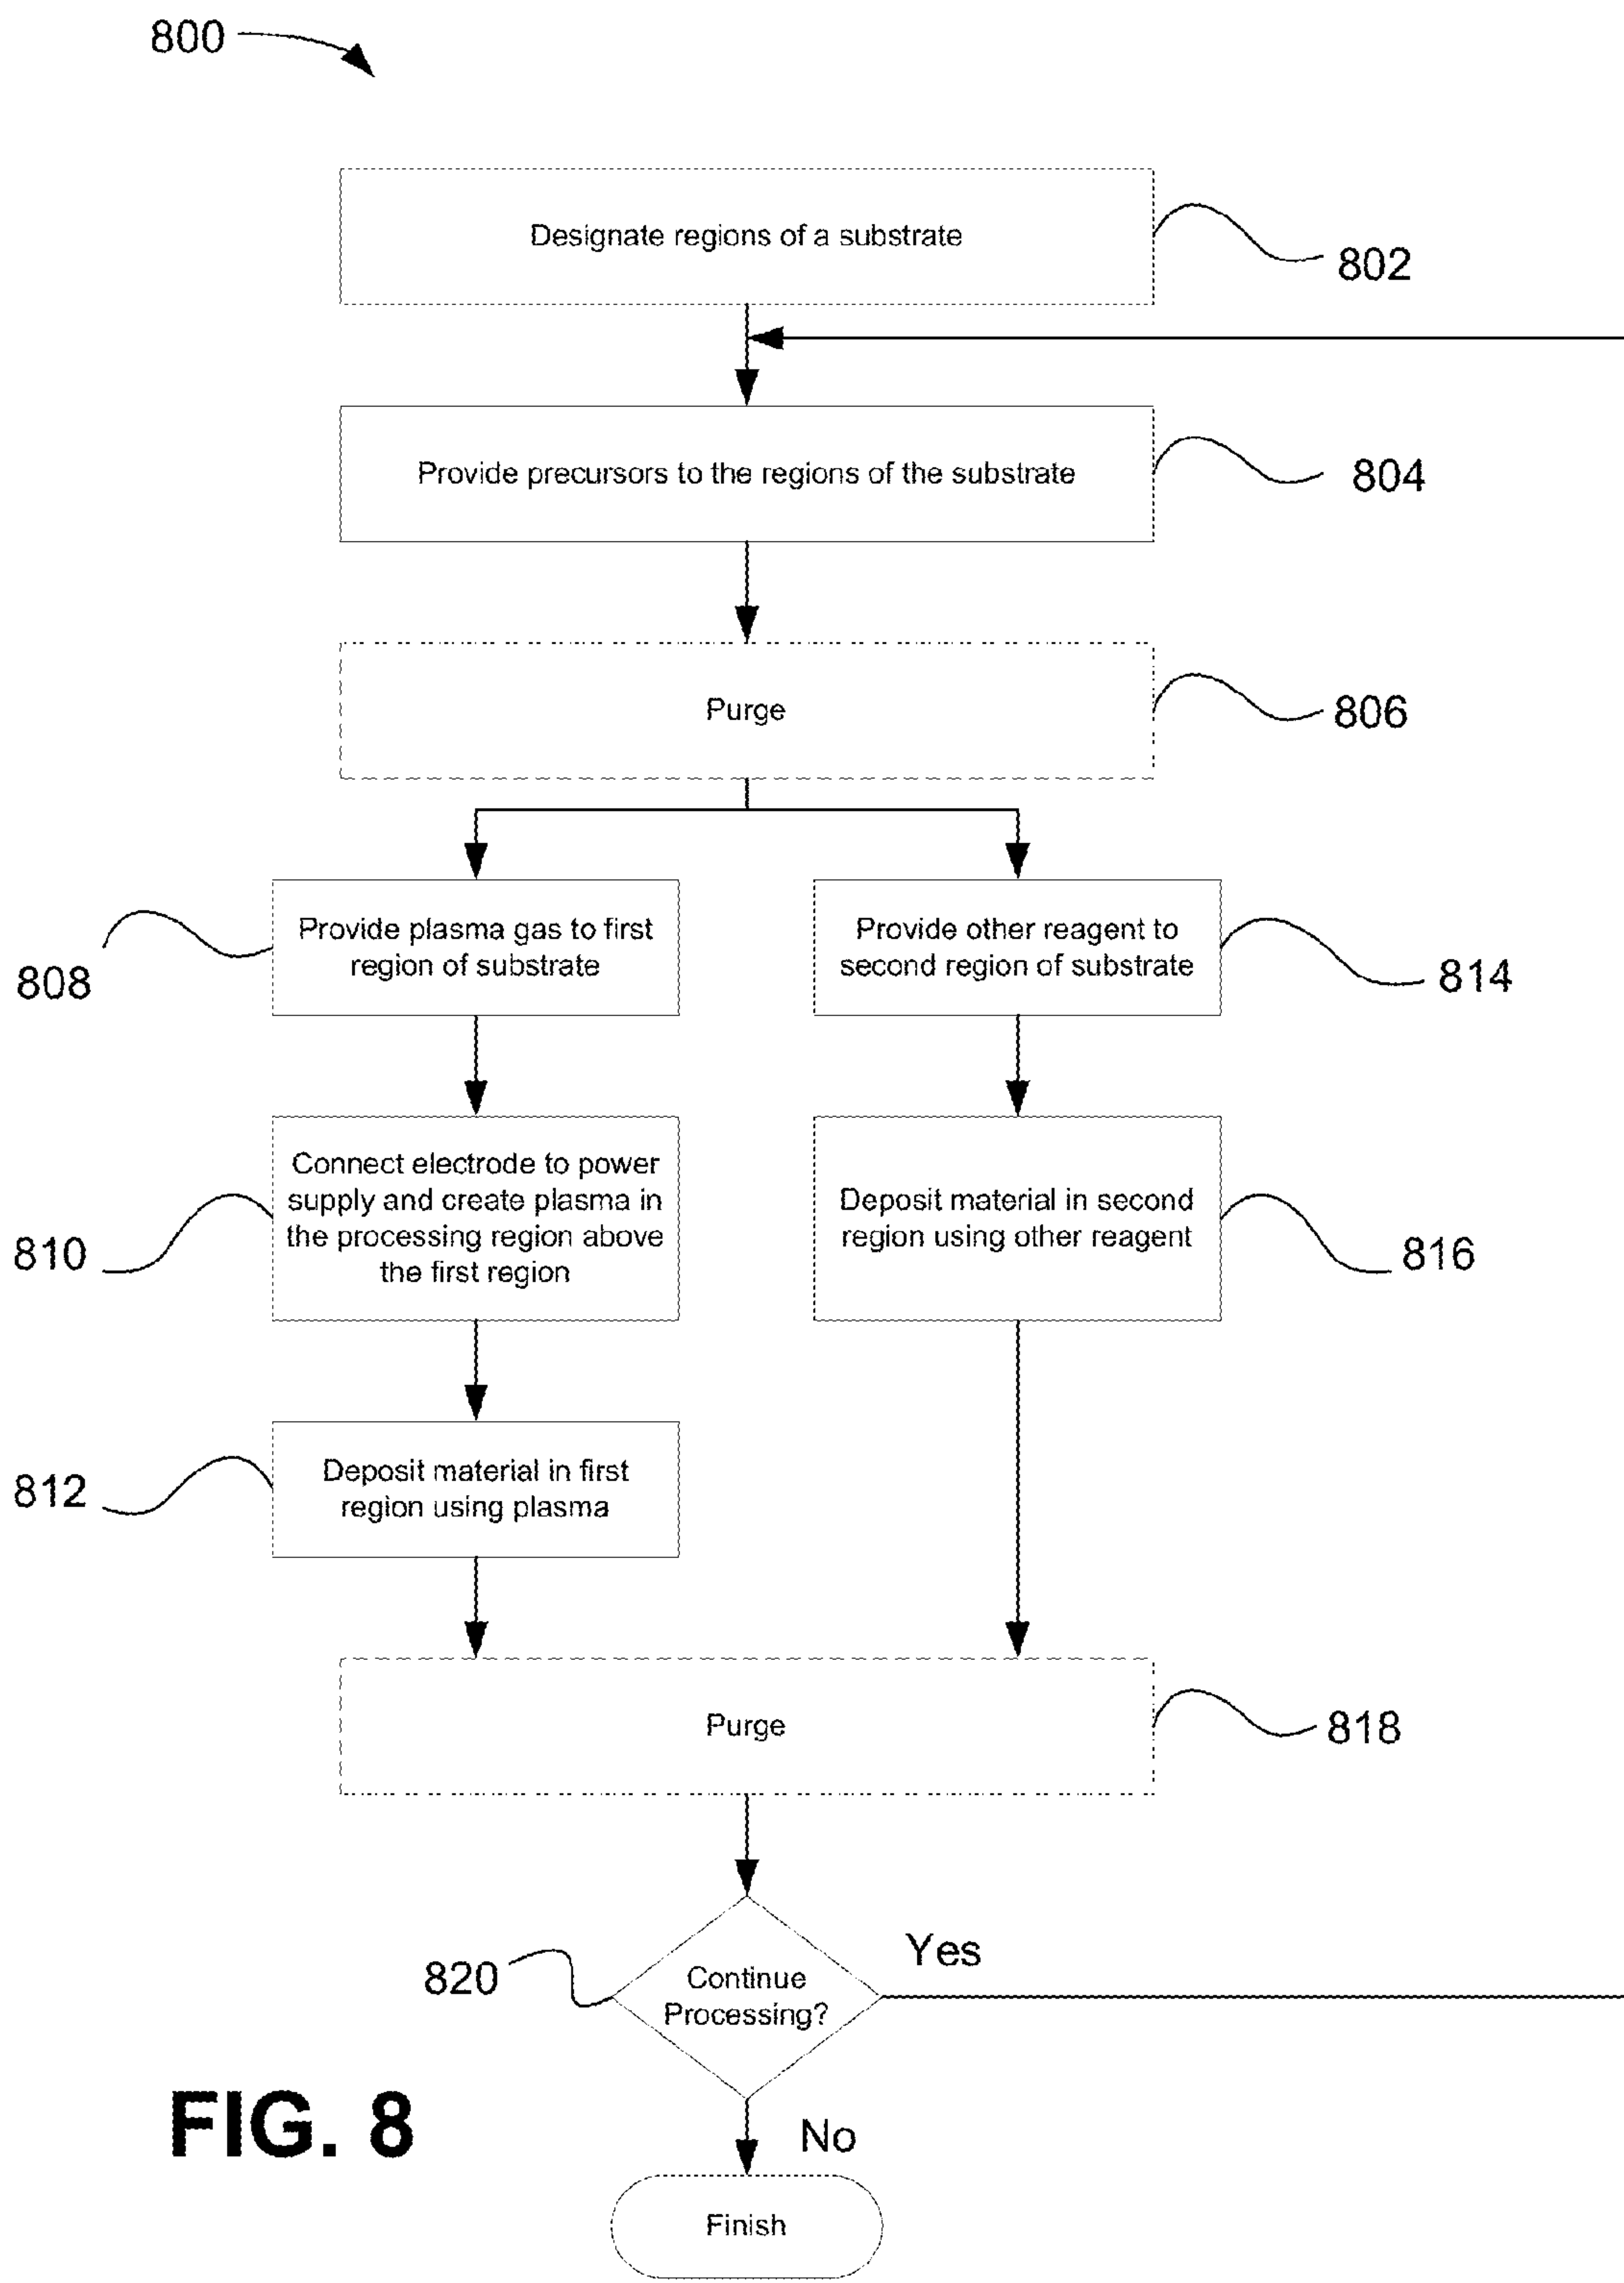 800
Designate regions of a substrate
802
Provide precursors to the regions of the substrate
804
Purge
806
Provide plasma gas to first
region of substrate
808
Provide other reagent to
second region of substrate
814
Connect electrode to power
supply and create plasma in
the processing region above
the first region
810
Deposit material in second
region using other reagent
816
Deposit material in first
region using plasma
812
Purge
818
Continue
Processing?
820
Yes
No
Finish
FIG. 8